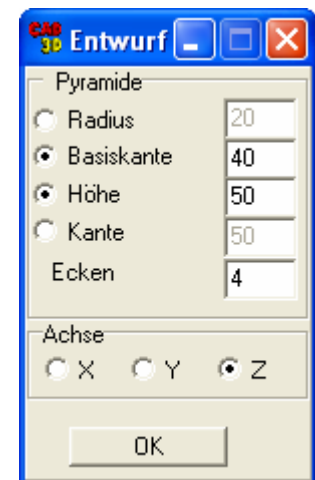 CAD 3D Entwurf
Pyramide
Radius 20
Basiskante 40
Höhe 50
Kante 50
Ecken 4
Achse
X Y Z
OK